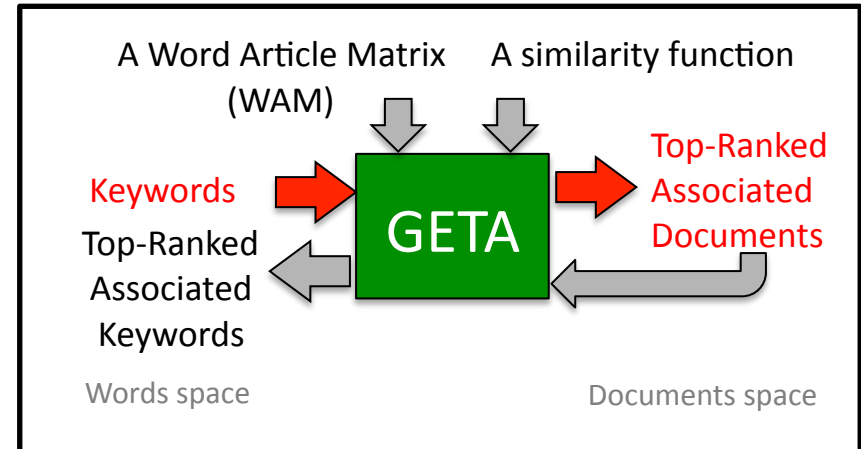 A Word Article Matrix
(WAM)
A similarity function
Keywords
GETA
Top-Ranked
Associated
Documents
Top-Ranked
Associated
Keywords
Words space
Documents space